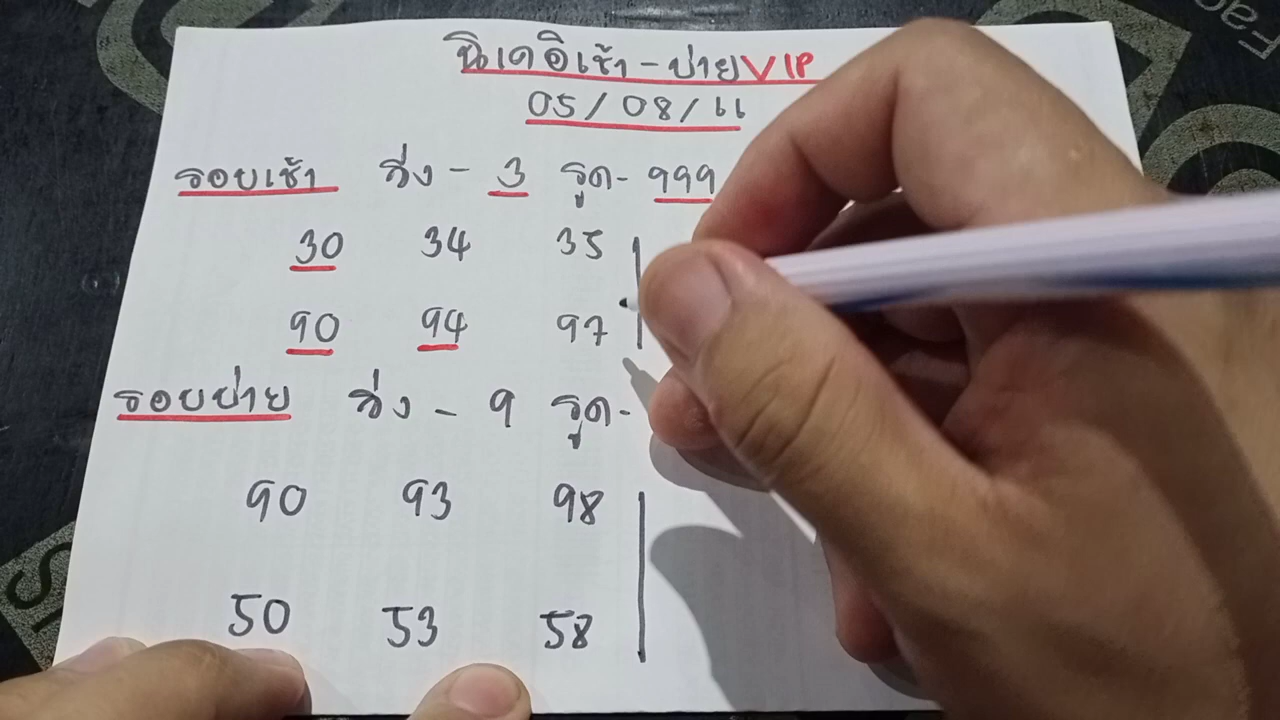 นิเคอิเช้า-บ่ายVIP
05/08/66
รอบเช้า วิ่ง - 3 รูด- 999
30 34 35
90 94 97
รอบบ่าย วิ่ง - 9 รูด-
90 93 98
50 53 58